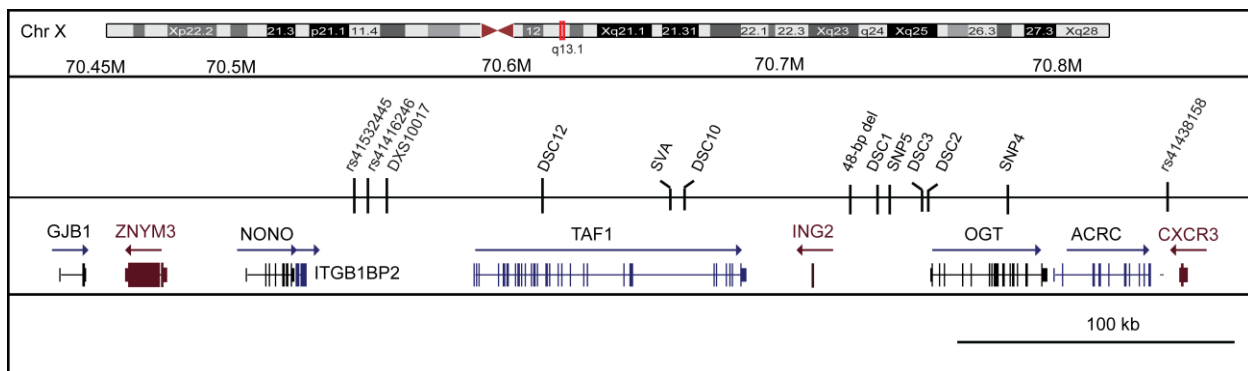 Chr X Xp22.2 21.3 p21.1 11.4 12 Xq21.1 21.31 22.1 22.3 Xq23 q24 Xq25 26.3 27.3 Xq28
q13.1
70.45M 70.5M 70.6M 70.7M 70.8M
rs41532445 rs41416246 DXS10017 DSC12 SVA DSC10 48-bp del DSC1 SNP5 DSC3 DSC2 SNP4 rs41438158
GJB1 ZNYM3 NONO TAF1 ING2 OGT ACRC CXCR3
ITGB1BP2
100 kb